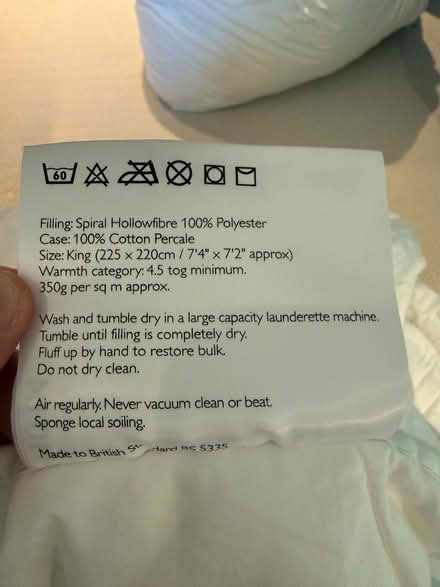 60
Filling: Spiral Hollowfibre 100% Polyester
Case: 100% Cotton Percale
Size: King (225 x 220cm / 7'4" x 7'2" approx)
Warmth category: 4.5 tog minimum.
350g per sq m approx.
Wash and tumble dry in a large capacity launderette machine.
Tumble until filling is completely dry.
Fluff up by hand to restore bulk.
Do not dry clean.
Air regularly. Never vacuum clean or beat.
Sponge local soiling.
Made to British Standard BS 5335